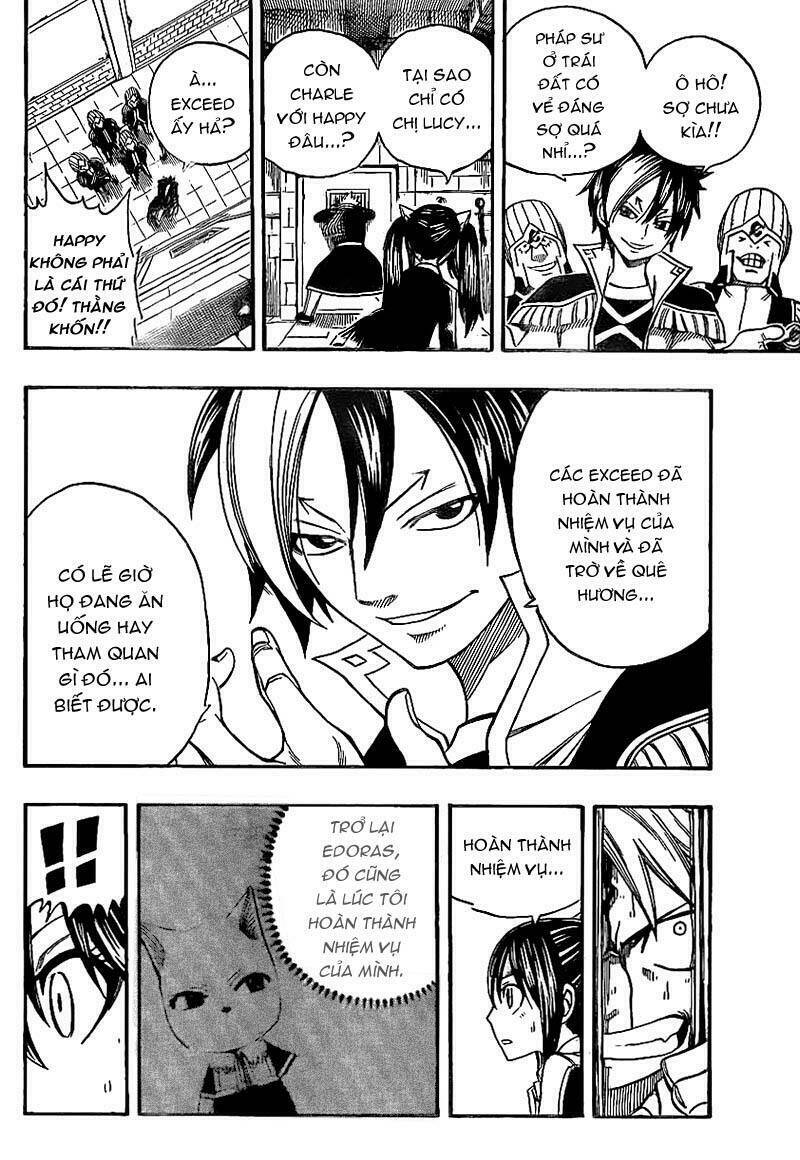 Ô HÔ!
SỢ CHƯA
KÌA!!
PHÁP SƯ
Ở TRÁI
ĐẤT CÓ
VẺ ĐÁNG
SỢ QUÁ
NHỈ...?
TẠI SAO
CHỈ CÓ
CHỊ LUCY...
CÒN
CHARLE
VỚI HAPPY
ĐÂU...?
À...
EXCEED
ẤY HẢ?
HAPPY
KHÔNG PHẢI
LÀ CÁI THỨ
ĐÓ! THẰNG
KHỐN!!
CÁC EXCEED ĐÃ
HOÀN THÀNH
NHIỆM VỤ CỦA
MÌNH VÀ ĐÃ
TRỞ VỀ QUÊ
HƯƠNG...
CÓ LẼ GIỜ
HỌ ĐANG ĂN
UỐNG HAY
THAM QUAN
GÌ ĐÓ... AI
BIẾT ĐƯỢC.
HOÀN THÀNH
NHIỆM VỤ...
TRỞ LẠI
EDORAS,
ĐÓ CŨNG
LÀ LÚC TÔI
HOÀN THÀNH
NHIỆM VỤ
CỦA MÌNH.
!!